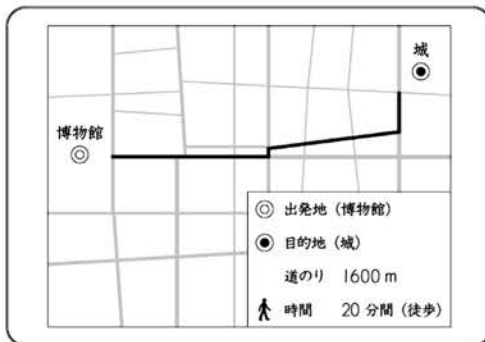 城
博物館
出発地（博物館）
目的地（城）
道のり 1600 m
時間 20 分間（徒歩）